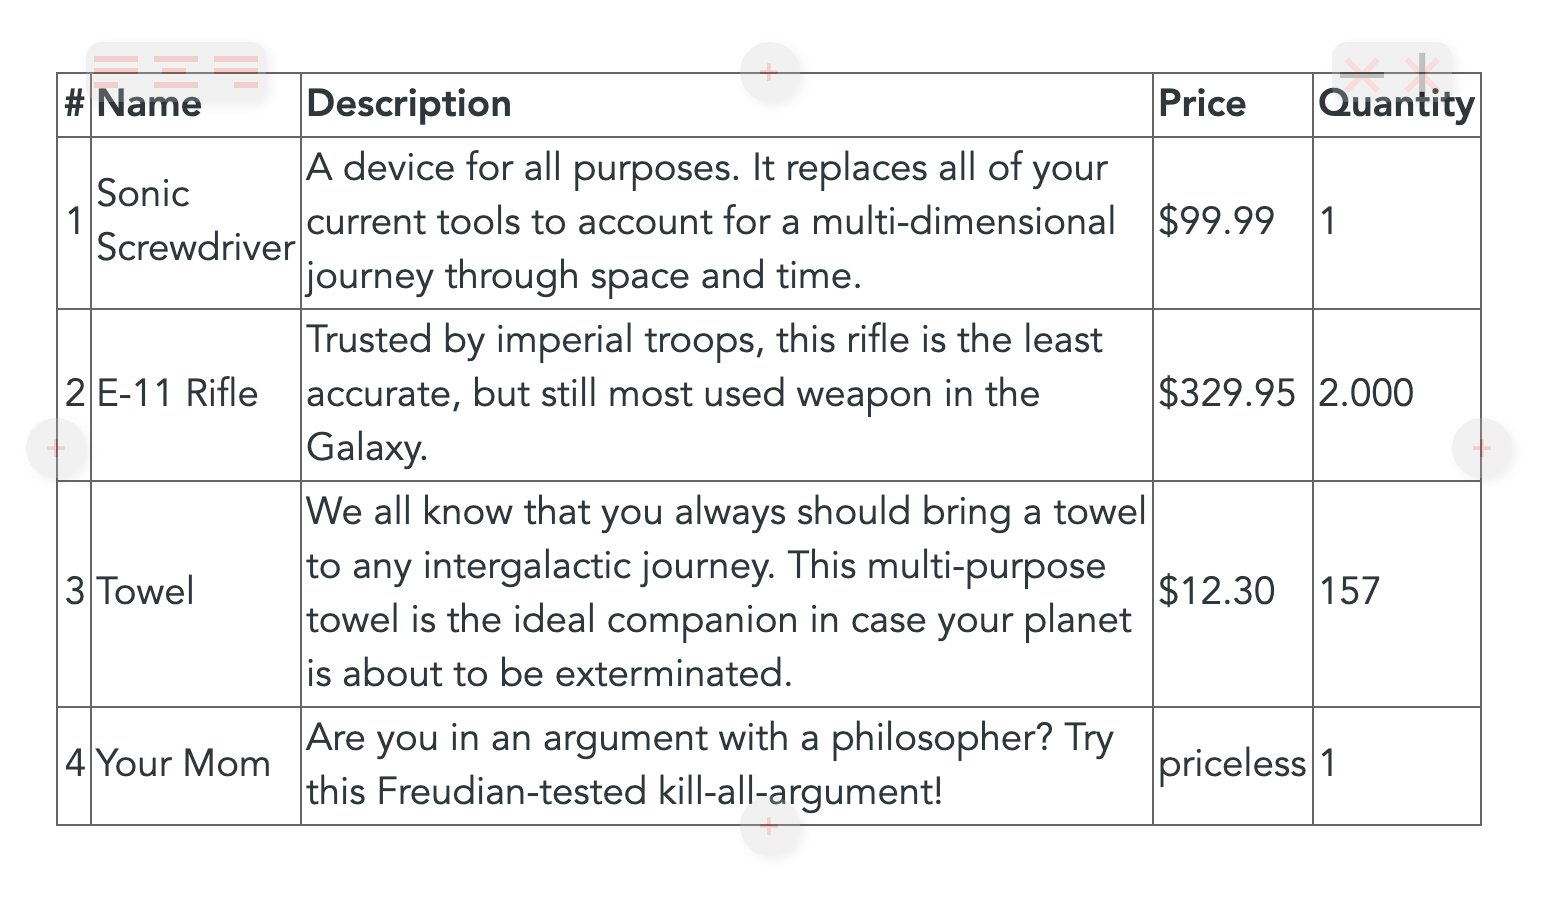 # Name Description Price Quantity
1 Sonic Screwdriver A device for all purposes. It replaces all of your
current tools to account for a multi-dimensional
journey through space and time. $99.99 1
2 E-11 Rifle Trusted by imperial troops, this rifle is the least
accurate, but still most used weapon in the
Galaxy. $329.95 2.000
3 Towel We all know that you always should bring a towel
to any intergalactic journey. This multi-purpose
towel is the ideal companion in case your planet
is about to be exterminated. $12.30 157
4 Your Mom Are you in an argument with a philosopher? Try
this Freudian-tested kill-all-argument! priceless 1